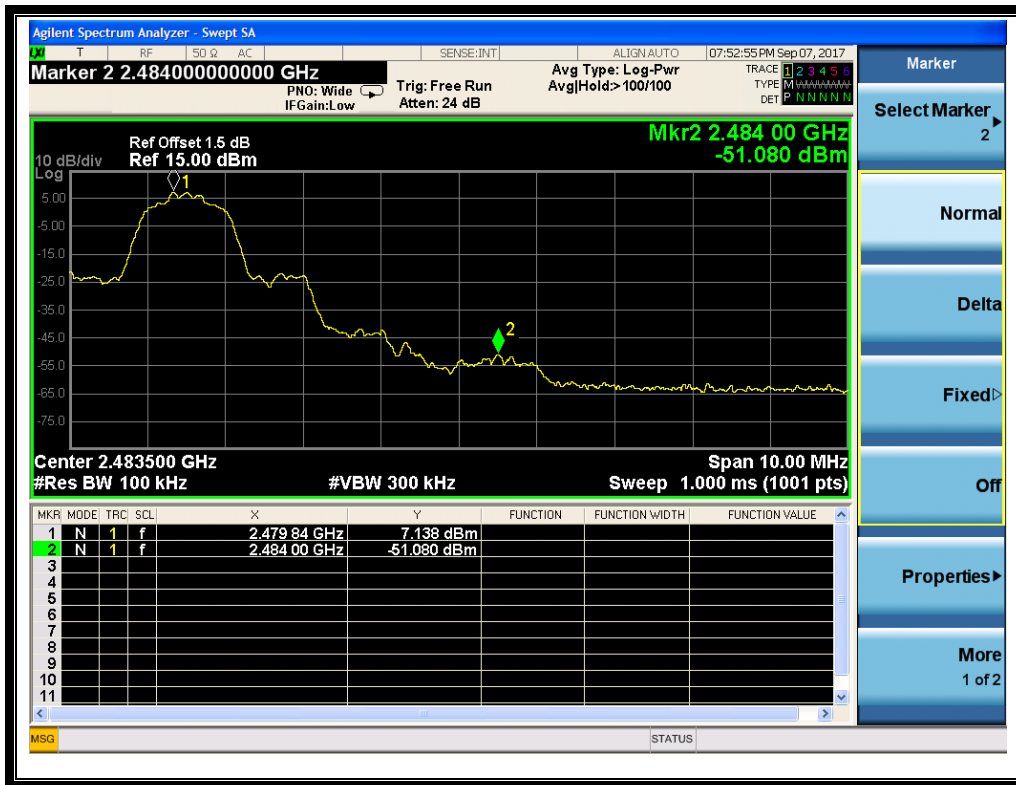 Agilent Spectrum Analyzer - Swept SA
LXI T RF 50 Ω AC SENSE:INT ALIGN AUTO 07:52:55 PM Sep 07, 2017
Marker 2 2.484000000000 GHz
PNO: Wide
IFGain:Low
Trig: Free Run
Atten: 24 dB
Avg Type: Log-Pwr
Avg|Hold:>100/100
TRACE 1 2 3 4 5 6
TYPE M WWWWW
DET P N N N N N
Mkr2 2.484 00 GHz
-51.080 dBm
Ref Offset 1.5 dB
10 dB/div Ref 15.00 dBm
Log
1
5.00
-5.00
-15.0
-25.0
-35.0
2
-45.0
-55.0
-65.0
-75.0
Center 2.483500 GHz Span 10.00 MHz
#Res BW 100 kHz #VBW 300 kHz Sweep 1.000 ms (1001 pts)
MKR MODE TRC SCL X Y FUNCTION FUNCTION WIDTH FUNCTION VALUE
1 N 1 f 2.479 84 GHz 7.138 dBm
2 N 1 f 2.484 00 GHz -51.080 dBm
3
4
5
6
7
8
9
10
11
MSG STATUS
Marker
Select Marker
2
Normal
Delta
Fixed
Off
Properties
More
1 of 2